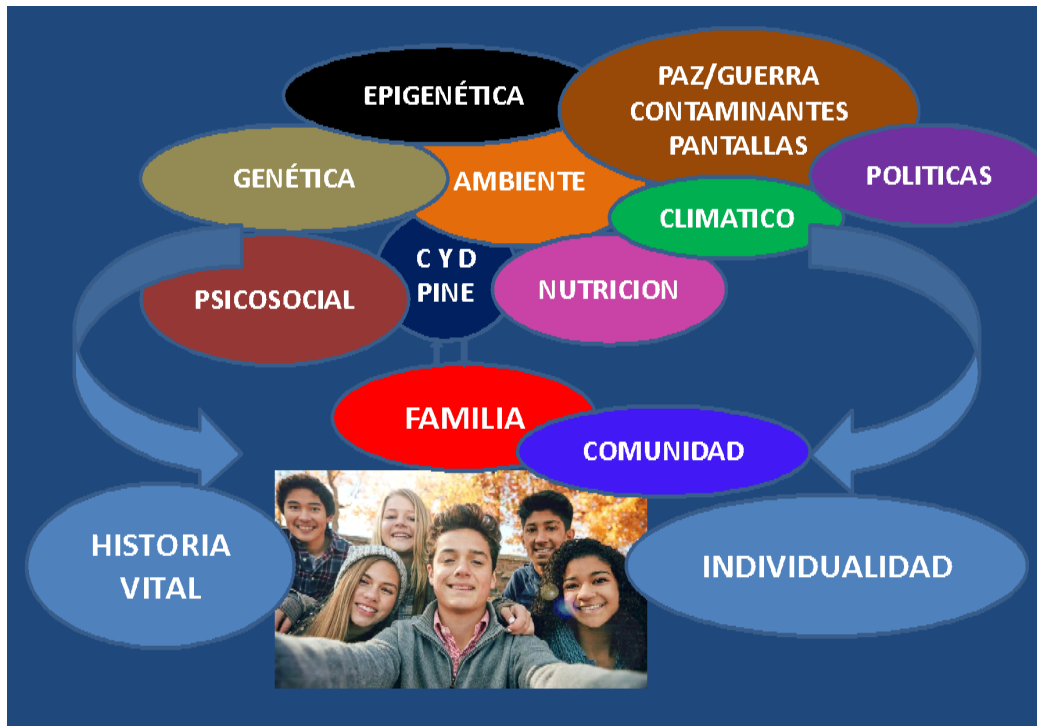 EPIGENÉTICA
PAZ/GUERRA
CONTAMINANTES
PANTALLAS
GENÉTICA
AMBIENTE
POLITICAS
CLIMATICO
C Y D
PINE
PSICOSOCIAL
NUTRICION
FAMILIA
COMUNIDAD
HISTORIA
VITAL
INDIVIDUALIDAD